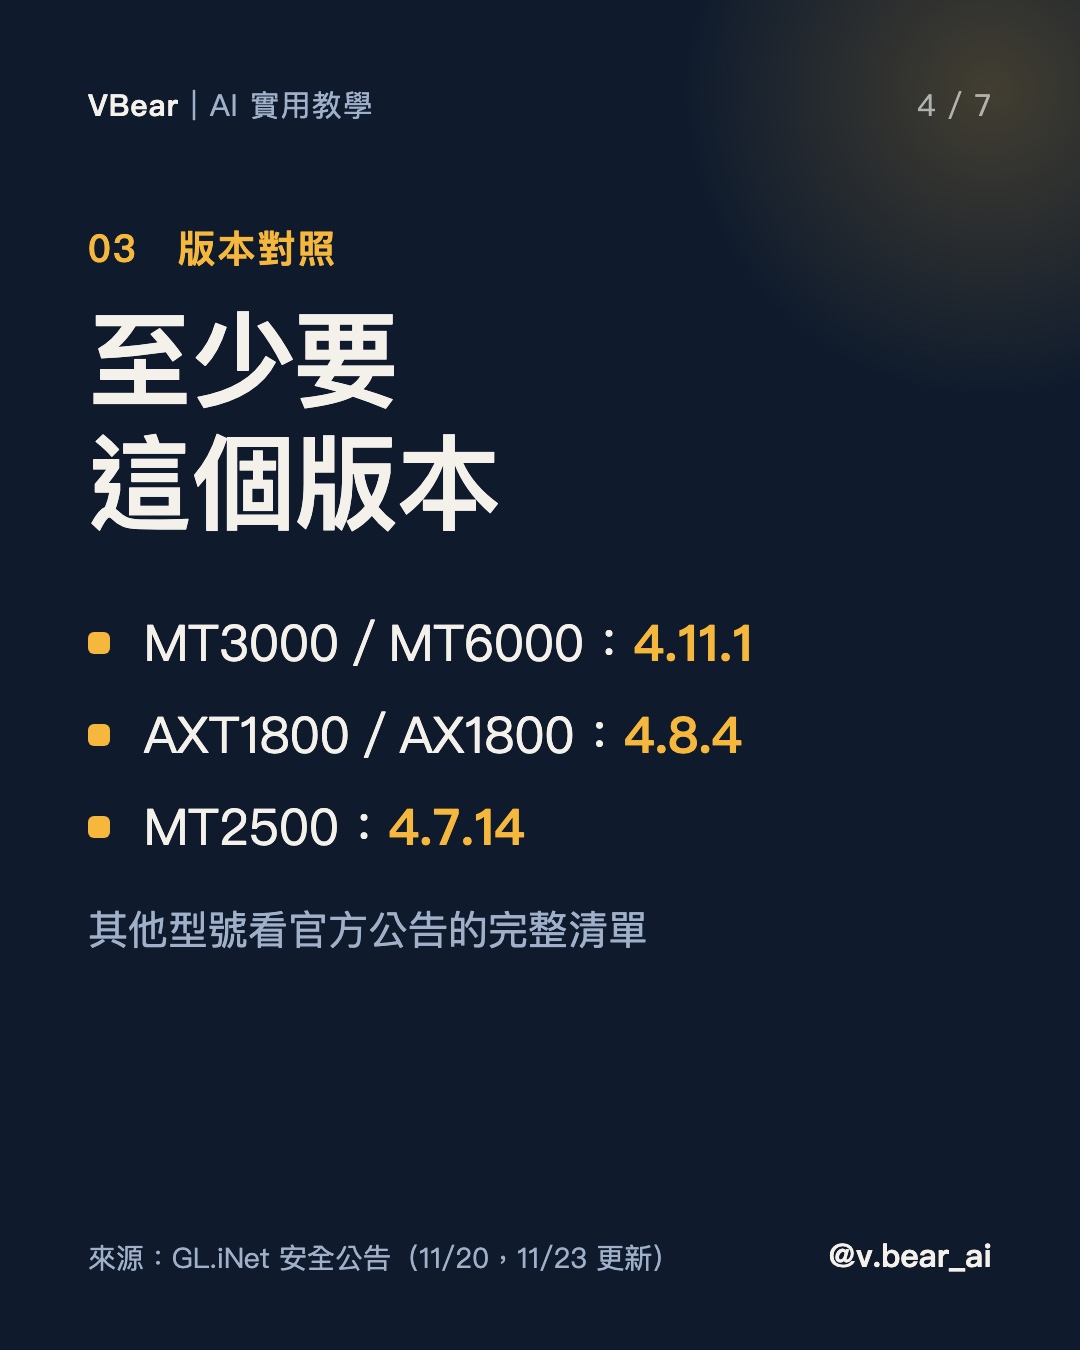 VBear｜AI 實用教學
4 / 7
03　版本對照
至少要
這個版本
MT3000 / MT6000：4.11.1
AXT1800 / AX1800：4.8.4
MT2500：4.7.14
其他型號看官方公告的完整清單
來源：GL.iNet 安全公告（11/20，11/23 更新）
@v.bear_ai